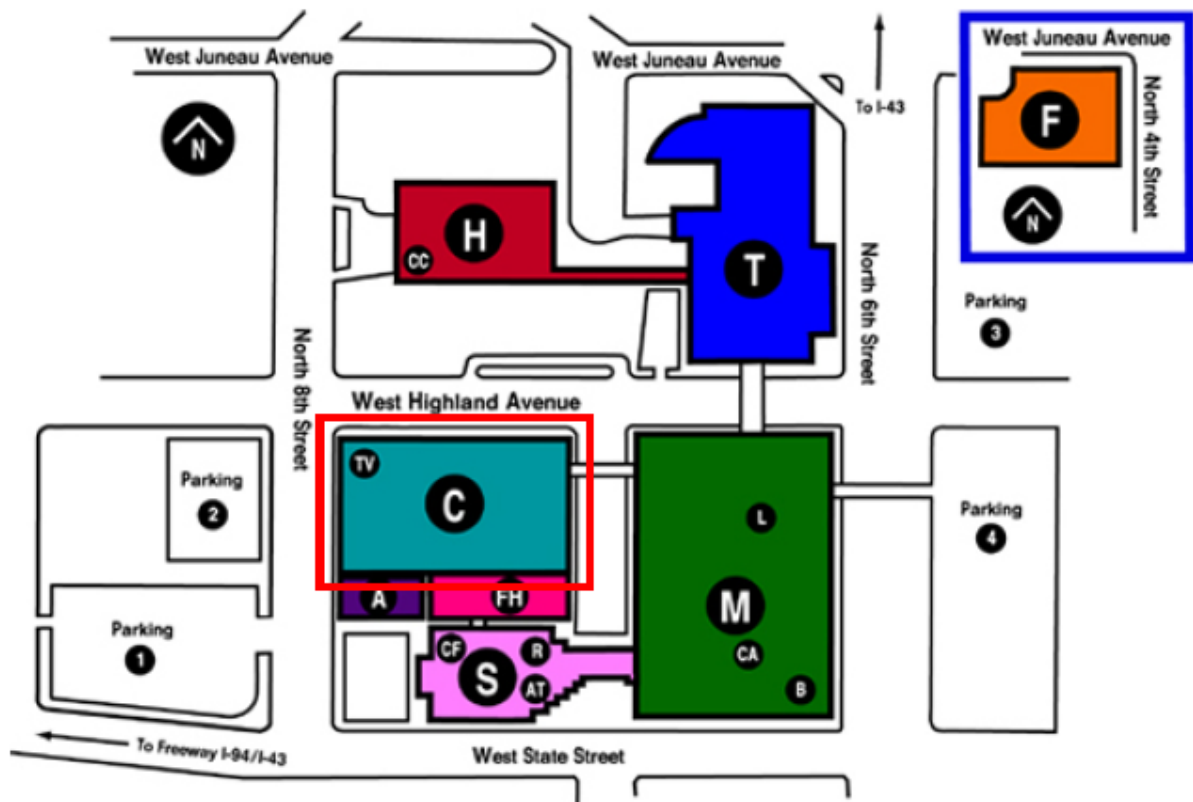 West Juneau Avenue
West Juneau Avenue
To I-43
West Juneau Avenue
F
North 4th Street
N
N
H
CC
T
North 6th Street
Parking
3
North 8th Street
West Highland Avenue
TV
C
Parking
2
L
Parking
4
A
FH
M
Parking
1
CF
R
S
AT
CA
B
To Freeway I-94/I-43
West State Street